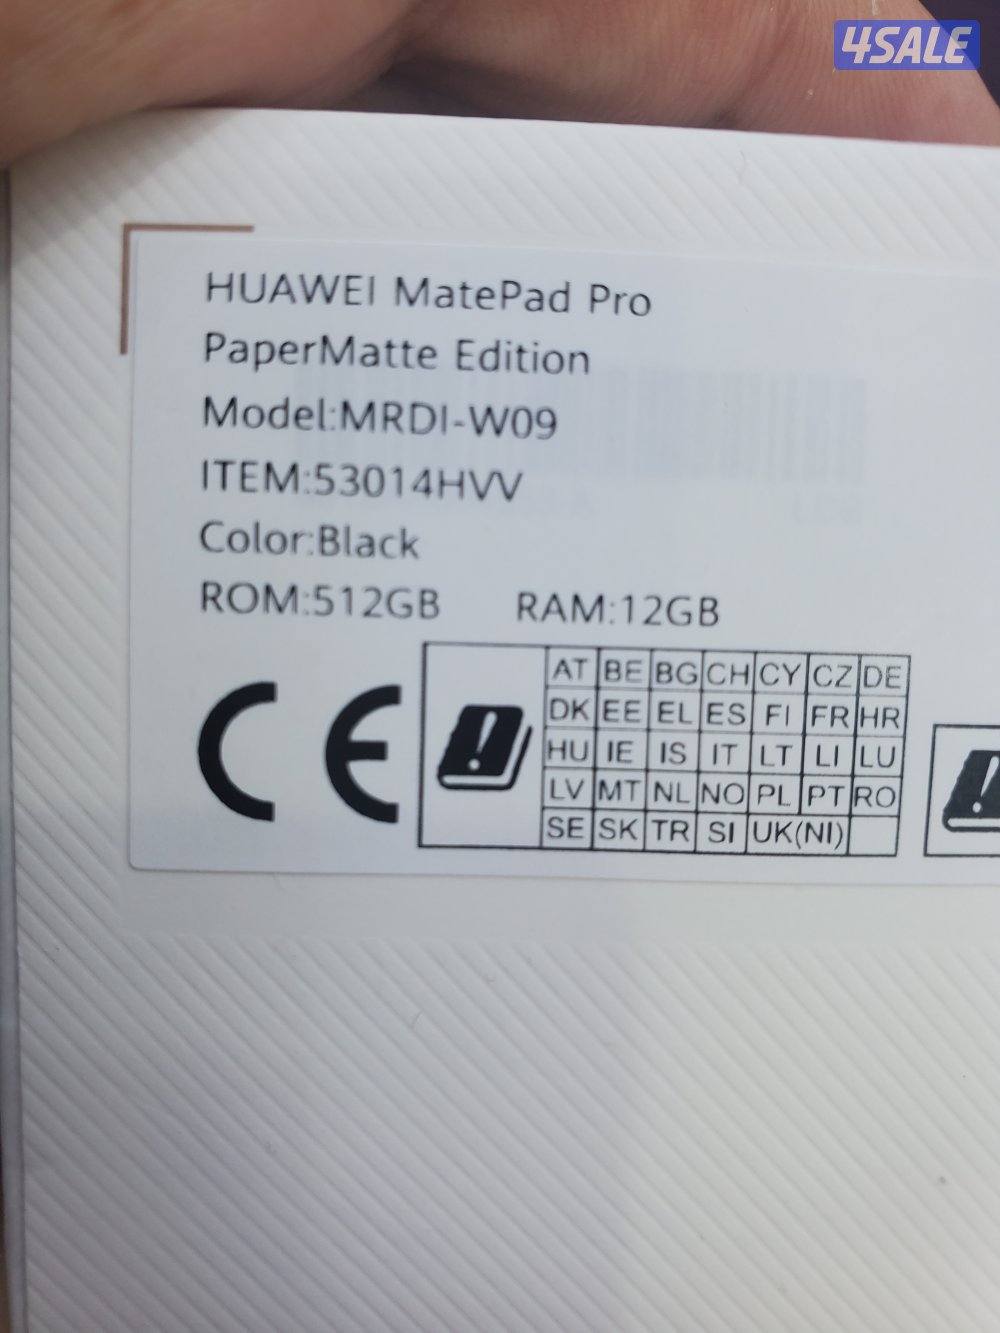 4SALE
HUAWEI MatePad Pro
PaperMatte Edition
Model:MRDI-W09
ITEM:53014HVV
Color:Black
ROM:512GB RAM:12GB
CE
AT BE BG CH CY CZ DE
DK EE EL ES FI FR HR
HU IE IS IT LT LI LU
LV MT NL NO PL PT RO
SE SK TR SI UK(NI)